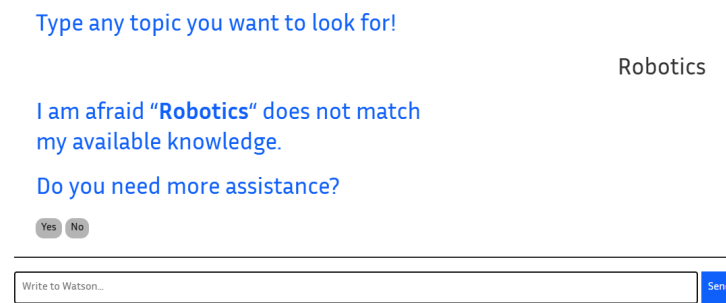 Type any topic you want to look for!
Robotics
I am afraid “Robotics“ does not match
my available knowledge.
Do you need more assistance?
Yes No
Write to Watson...